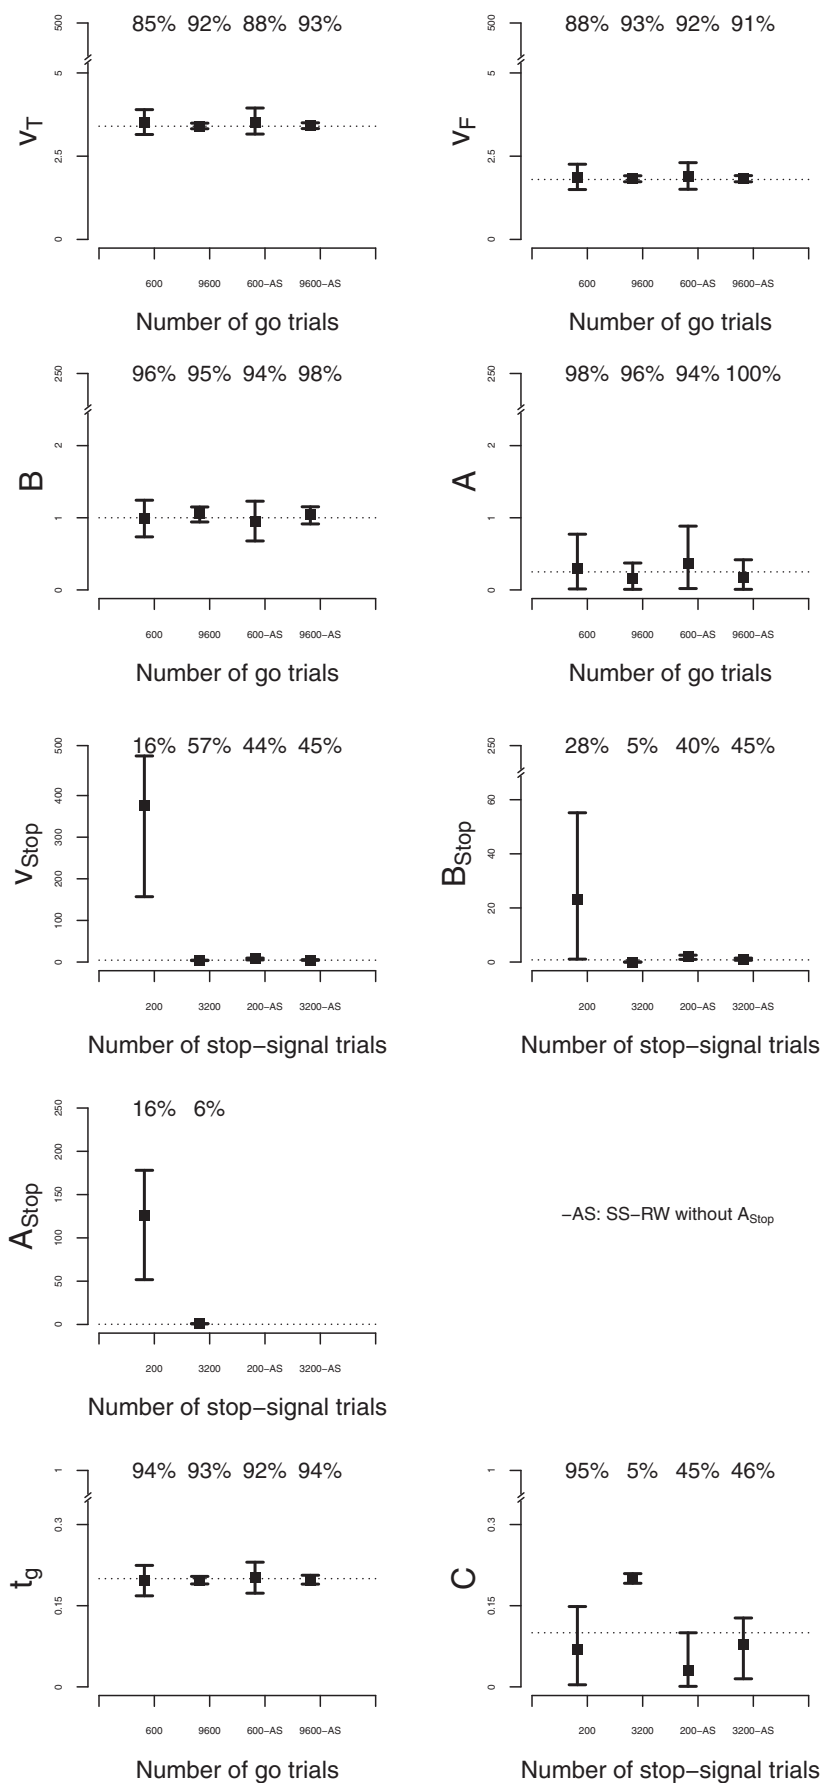 85% 92% 88% 93%
500
5
2.5
0
vT
600 9600 600−AS 9600−AS
Number of go trials
88% 93% 92% 91%
500
5
2.5
0
vF
600 9600 600−AS 9600−AS
Number of go trials
96% 95% 94% 98%
250
2
1
0
B
600 9600 600−AS 9600−AS
Number of go trials
98% 96% 94% 100%
250
2
1
0
A
600 9600 600−AS 9600−AS
Number of go trials
16% 57% 44% 45%
500
400
300
200
100
0
vStop
200 3200 200−AS 3200−AS
Number of stop−signal trials
28% 5% 40% 45%
250
60
40
20
0
BStop
200 3200 200−AS 3200−AS
Number of stop−signal trials
16% 6%
250
200
150
100
50
0
AStop
200 3200 200−AS 3200−AS
Number of stop−signal trials
−AS: SS−RW without AStop
94% 93% 92% 94%
1
0.3
0.15
0
tg
600 9600 600−AS 9600−AS
Number of go trials
95% 5% 45% 46%
1
0.3
0.15
0
C
200 3200 200−AS 3200−AS
Number of stop−signal trials